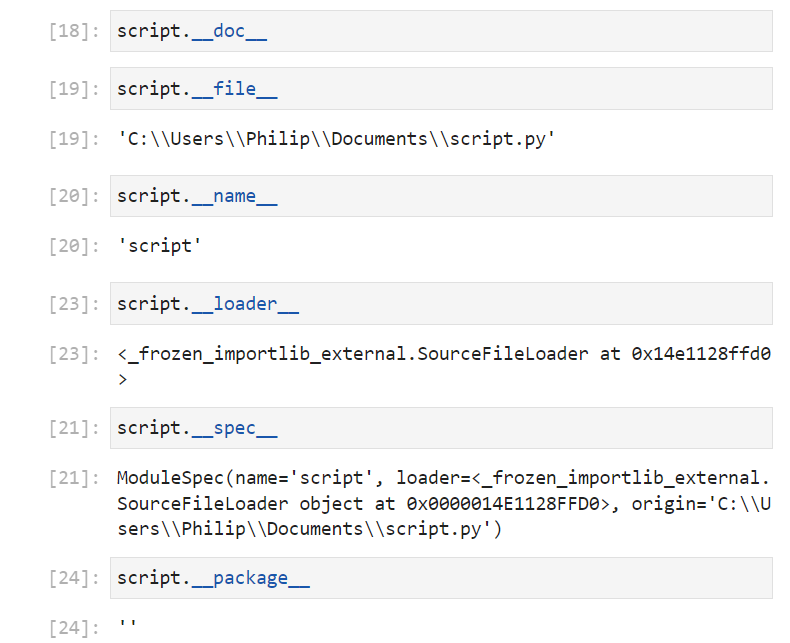 [18]: script.__doc__
[19]: script.__file__
[19]: 'C:\\Users\\Philip\\Documents\\script.py'
[20]: script.__name__
[20]: 'script'
[23]: script.__loader__
[23]: <_frozen_importlib_external.SourceFileLoader at 0x14e1128ffd0
>
[21]: script.__spec__
[21]: ModuleSpec(name='script', loader=<_frozen_importlib_external.
SourceFileLoader object at 0x0000014E1128FFD0>, origin='C:\\U
sers\\Philip\\Documents\\script.py')
[24]: script.__package__
[24]: ''